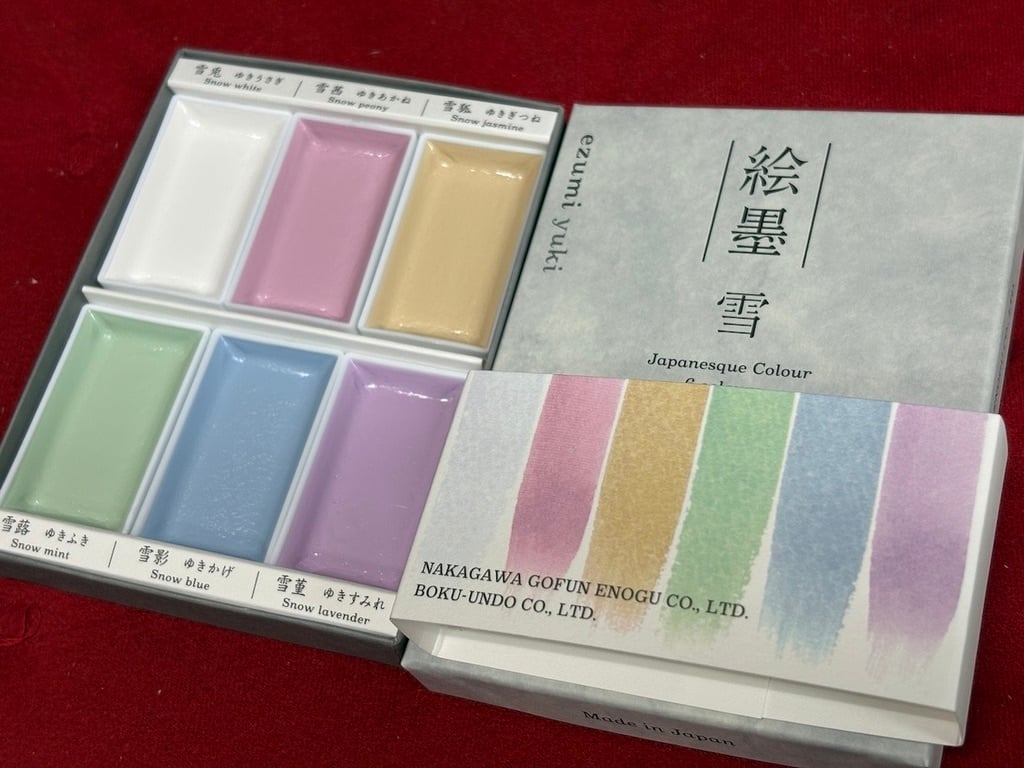 雪兎 ゆきうさぎ
Snow white
雪茜 ゆきあかね
Snow peony
雪狐 ゆきぎつね
Snow jasmine
雪蕗 ゆきふき
Snow mint
雪影 ゆきかげ
Snow blue
雪菫 ゆきすみれ
Snow lavender
ezumi yuki
絵墨 雪
Japanesque Colour
NAKAGAWA GOFUN ENOGU CO., LTD.
BOKU-UNDO CO., LTD.
Made in Japan